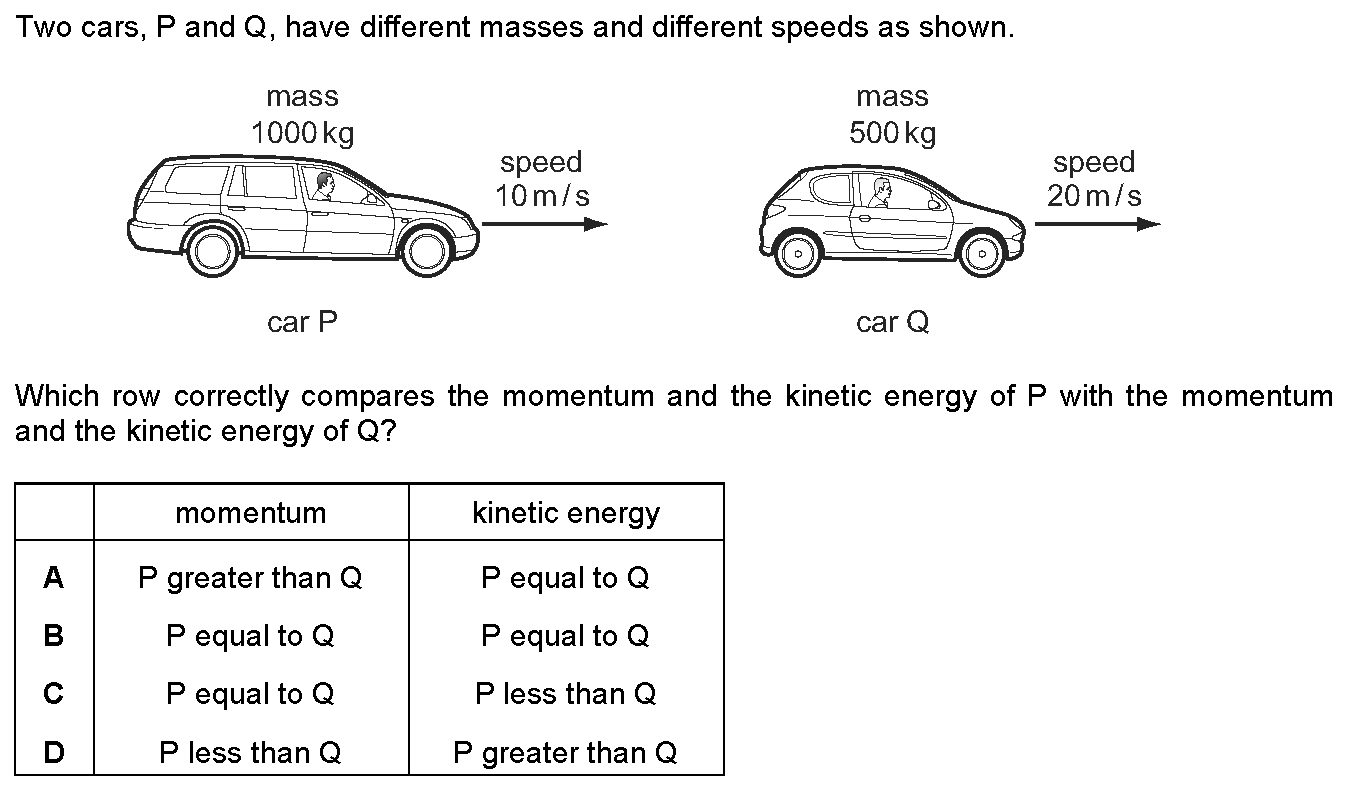 Two cars, P and Q, have different masses and different speeds as shown.
mass
1000 kg
speed
10 m / s
car P
mass
500 kg
speed
20 m / s
car Q
Which row correctly compares the momentum and the kinetic energy of P with the momentum
and the kinetic energy of Q?
momentum kinetic energy
A P greater than Q P equal to Q
B P equal to Q P equal to Q
C P equal to Q P less than Q
D P less than Q P greater than Q